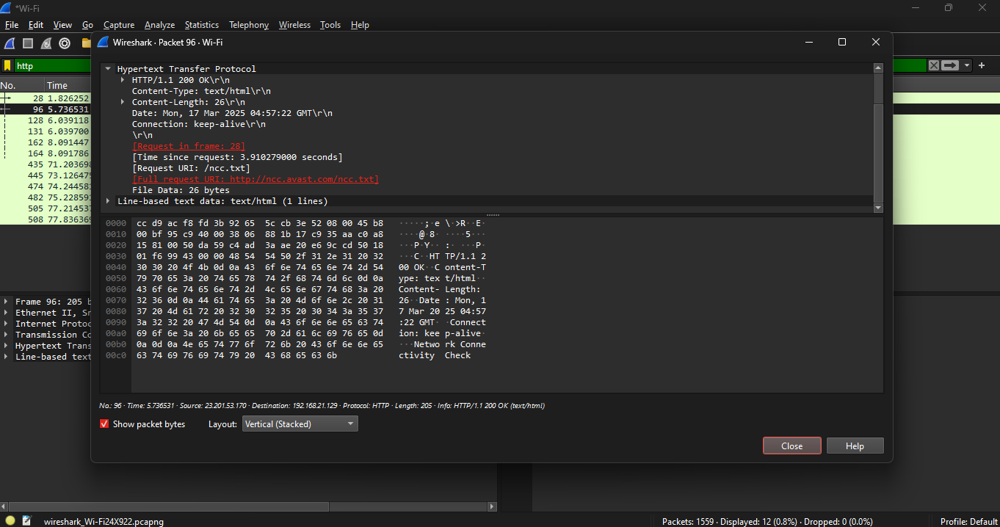 *Wi-Fi
File Edit View Go Capture Analyze Statistics Telephony Wireless Tools Help
Wireshark · Packet 96 · Wi-Fi
http
No. Time
28 1.826252
96 5.736531
128 6.039118
131 6.039700
162 8.091447
164 8.091786
435 71.20369
445 73.12647
474 74.24458
482 75.22859
505 77.21453
508 77.83636
Hypertext Transfer Protocol
HTTP/1.1 200 OK\r\n
Content-Type: text/html\r\n
Content-Length: 26\r\n
Date: Mon, 17 Mar 2025 04:57:22 GMT\r\n
Connection: keep-alive\r\n
\r\n
[Request in frame: 28]
[Time since request: 3.910279000 seconds]
[Request URI: /ncc.txt]
[Full request URI: http://ncc.avast.com/ncc.txt]
File Data: 26 bytes
Line-based text data: text/html (1 lines)
0000 cc d9 ac f8 fd 3b 92 65 5c cb 3e 52 08 00 45 b8 ·····;·e \·>R··E·
0010 00 bf 95 c9 40 00 38 06 88 1b 17 c9 35 aa c0 a8 ····@·8· ····5···
0020 15 81 00 50 da 59 c4 ad 3a ae 20 e6 9c cd 50 18 ···P·Y·· :· ···P·
0030 01 f6 99 43 00 00 48 54 54 50 2f 31 2e 31 20 32 ···C··HT TP/1.1 2
0040 30 30 20 4f 4b 0d 0a 43 6f 6e 74 65 6e 74 2d 54 00 OK··C ontent-T
0050 79 70 65 3a 20 74 65 78 74 2f 68 74 6d 6c 0d 0a ype: tex t/html··
0060 43 6f 6e 74 65 6e 74 2d 4c 65 6e 67 74 68 3a 20 Content- Length:
0070 32 36 0d 0a 44 61 74 65 3a 20 4d 6f 6e 2c 20 31 26··Date : Mon, 1
0080 37 20 4d 61 72 20 32 30 32 35 20 30 34 3a 35 37 7 Mar 20 25 04:57
0090 3a 32 32 20 47 4d 54 0d 0a 43 6f 6e 6e 65 63 74 :22 GMT· ·Connect
00a0 69 6f 6e 3a 20 6b 65 65 70 2d 61 6c 69 76 65 0d ion: kee p-alive·
00b0 0a 0d 0a 4e 65 74 77 6f 72 6b 20 43 6f 6e 6e 65 ···Netwo rk Conne
00c0 63 74 69 76 69 74 79 20 43 68 65 63 6b ctivity Check
Frame 96: 205 b
Ethernet II, Sr
Internet Protoc
Transmission Co
Hypertext Trans
Line-based text
No.: 96 · Time: 5.736531 · Source: 23.201.53.170 · Destination: 192.168.21.129 · Protocol: HTTP · Length: 205 · Info: HTTP/1.1 200 OK (text/html)
Show packet bytes Layout: Vertical (Stacked)
Close Help
wireshark_Wi-Fi24X922.pcapng Packets: 1559 · Displayed: 12 (0.8%) · Dropped: 0 (0.0%) Profile: Default